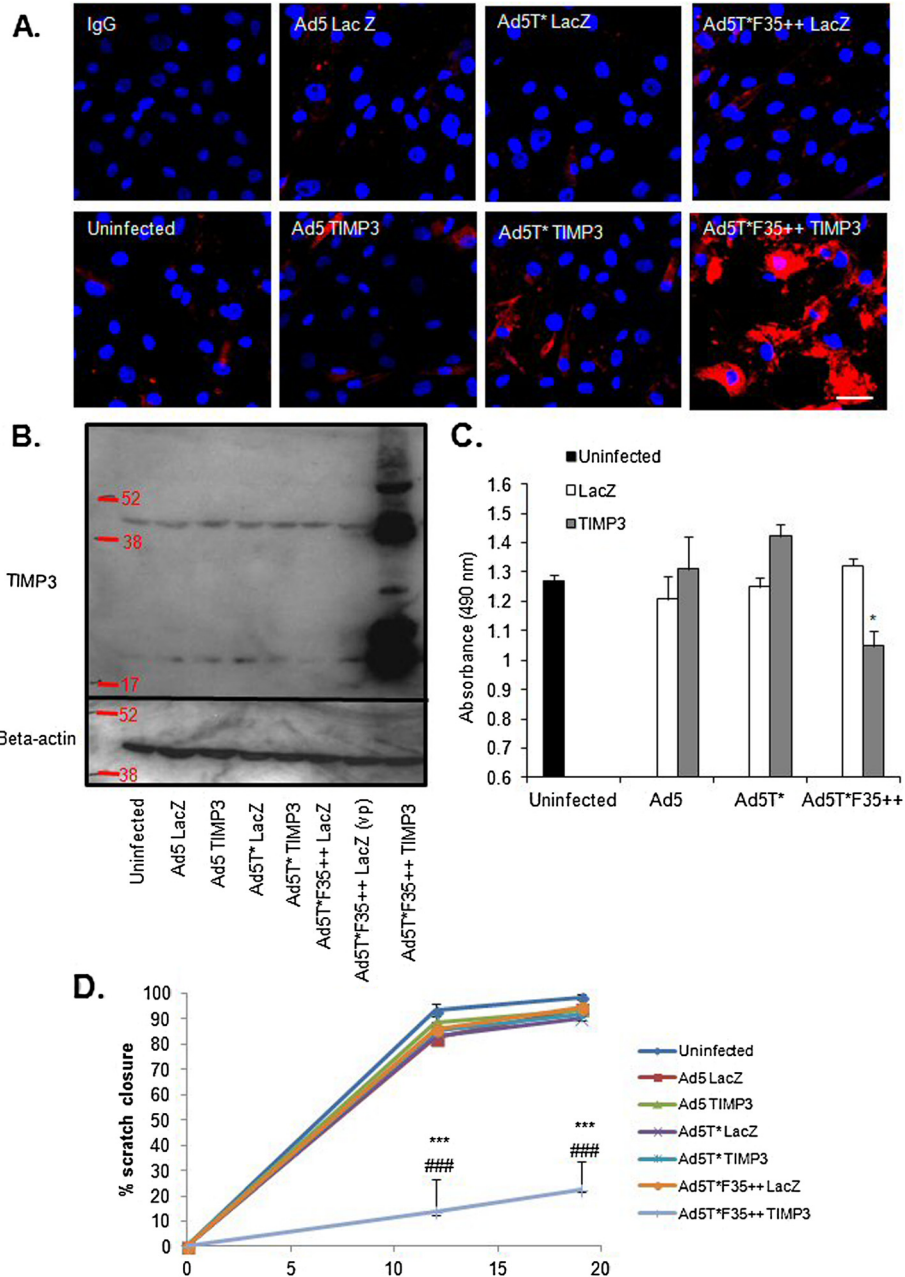 A.
IgG
Ad5 Lac Z
Ad5T* LacZ
Ad5T*F35++ LacZ
Uninfected
Ad5 TIMP3
Ad5T* TIMP3
Ad5T*F35++ TIMP3
B.
52
38
TIMP3
17
52
Beta-actin
38
Uninfected
Ad5 LacZ
Ad5 TIMP3
Ad5T* LacZ
Ad5T* TIMP3
Ad5T*F35++ LacZ
Ad5T*F35++ LacZ (vp)
Ad5T*F35++ TIMP3
C.
Uninfected
LacZ
TIMP3
Absorbance (490 nm)
1.6
1.5
1.4
1.3
1.2
1.1
1
0.9
0.8
0.7
0.6
*
Uninfected
Ad5
Ad5T*
Ad5T*F35++
D.
% scratch closure
100
90
80
70
60
50
40
30
20
10
0
***
###
***
###
0
5
10
15
20
Uninfected
Ad5 LacZ
Ad5 TIMP3
Ad5T* LacZ
Ad5T* TIMP3
Ad5T*F35++ LacZ
Ad5T*F35++ TIMP3